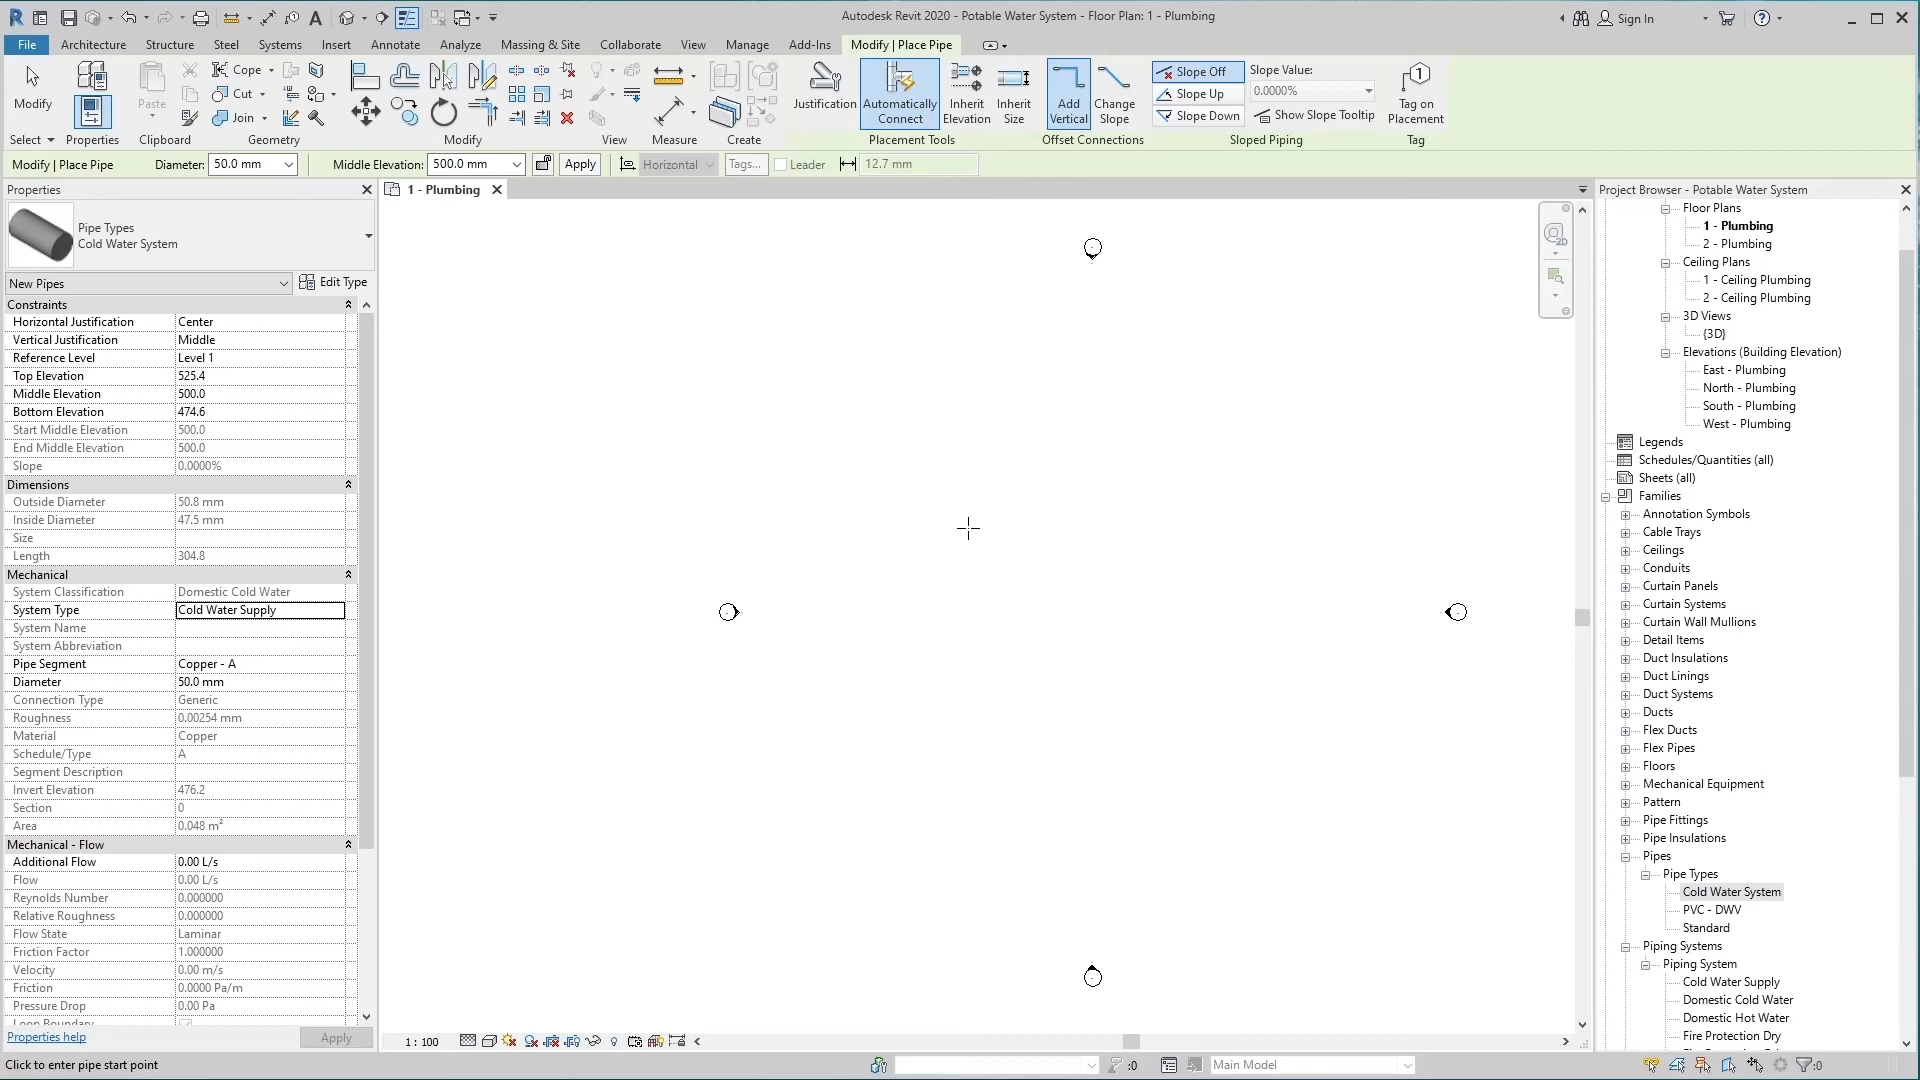 Autodesk Revit 2020 - Potable Water System - Floor Plan: 1 - Plumbing
Sign In
File Architecture Structure Steel Systems Insert Annotate Analyze Massing & Site Collaborate View Manage Add-Ins Modify | Place Pipe
Modify
Paste
Cope
Cut
Join
Justification
Automatically Connect
Inherit Elevation
Inherit Size
Add Vertical
Change Slope
Slope Off
Slope Up
Slope Down
Slope Value:
0.0000%
Show Slope Tooltip
Tag on Placement
Select Properties Clipboard Geometry Modify View Measure Create Placement Tools Offset Connections Sloped Piping Tag
Modify | Place Pipe Diameter: 50.0 mm Middle Elevation: 500.0 mm Apply Horizontal Tags... Leader 12.7 mm
Properties
Pipe Types
Cold Water System
New Pipes Edit Type
Constraints
Horizontal Justification Center
Vertical Justification Middle
Reference Level Level 1
Top Elevation 525.4
Middle Elevation 500.0
Bottom Elevation 474.6
Start Middle Elevation 500.0
End Middle Elevation 500.0
Slope 0.0000%
Dimensions
Outside Diameter 50.8 mm
Inside Diameter 47.5 mm
Size
Length 304.8
Mechanical
System Classification Domestic Cold Water
System Type Cold Water Supply
System Name
System Abbreviation
Pipe Segment Copper - A
Diameter 50.0 mm
Connection Type Generic
Roughness 0.00254 mm
Material Copper
Schedule/Type A
Segment Description
Invert Elevation 476.2
Section 0
Area 0.048 m²
Mechanical - Flow
Additional Flow 0.00 L/s
Flow 0.00 L/s
Reynolds Number 0.000000
Relative Roughness 0.000000
Flow State Laminar
Friction Factor 1.000000
Velocity 0.00 m/s
Friction 0.0000 Pa/m
Pressure Drop 0.00 Pa
Loop Boundary
Properties help Apply
1 - Plumbing
2D
1 : 100
Project Browser - Potable Water System
Floor Plans
1 - Plumbing
2 - Plumbing
Ceiling Plans
1 - Ceiling Plumbing
2 - Ceiling Plumbing
3D Views
{3D}
Elevations (Building Elevation)
East - Plumbing
North - Plumbing
South - Plumbing
West - Plumbing
Legends
Schedules/Quantities (all)
Sheets (all)
Families
Annotation Symbols
Cable Trays
Ceilings
Conduits
Curtain Panels
Curtain Systems
Curtain Wall Mullions
Detail Items
Duct Insulations
Duct Linings
Duct Systems
Ducts
Flex Ducts
Flex Pipes
Floors
Mechanical Equipment
Pattern
Pipe Fittings
Pipe Insulations
Pipes
Pipe Types
Cold Water System
PVC - DWV
Standard
Piping Systems
Piping System
Cold Water Supply
Domestic Cold Water
Domestic Hot Water
Fire Protection Dry
Click to enter pipe start point :0 Main Model :0